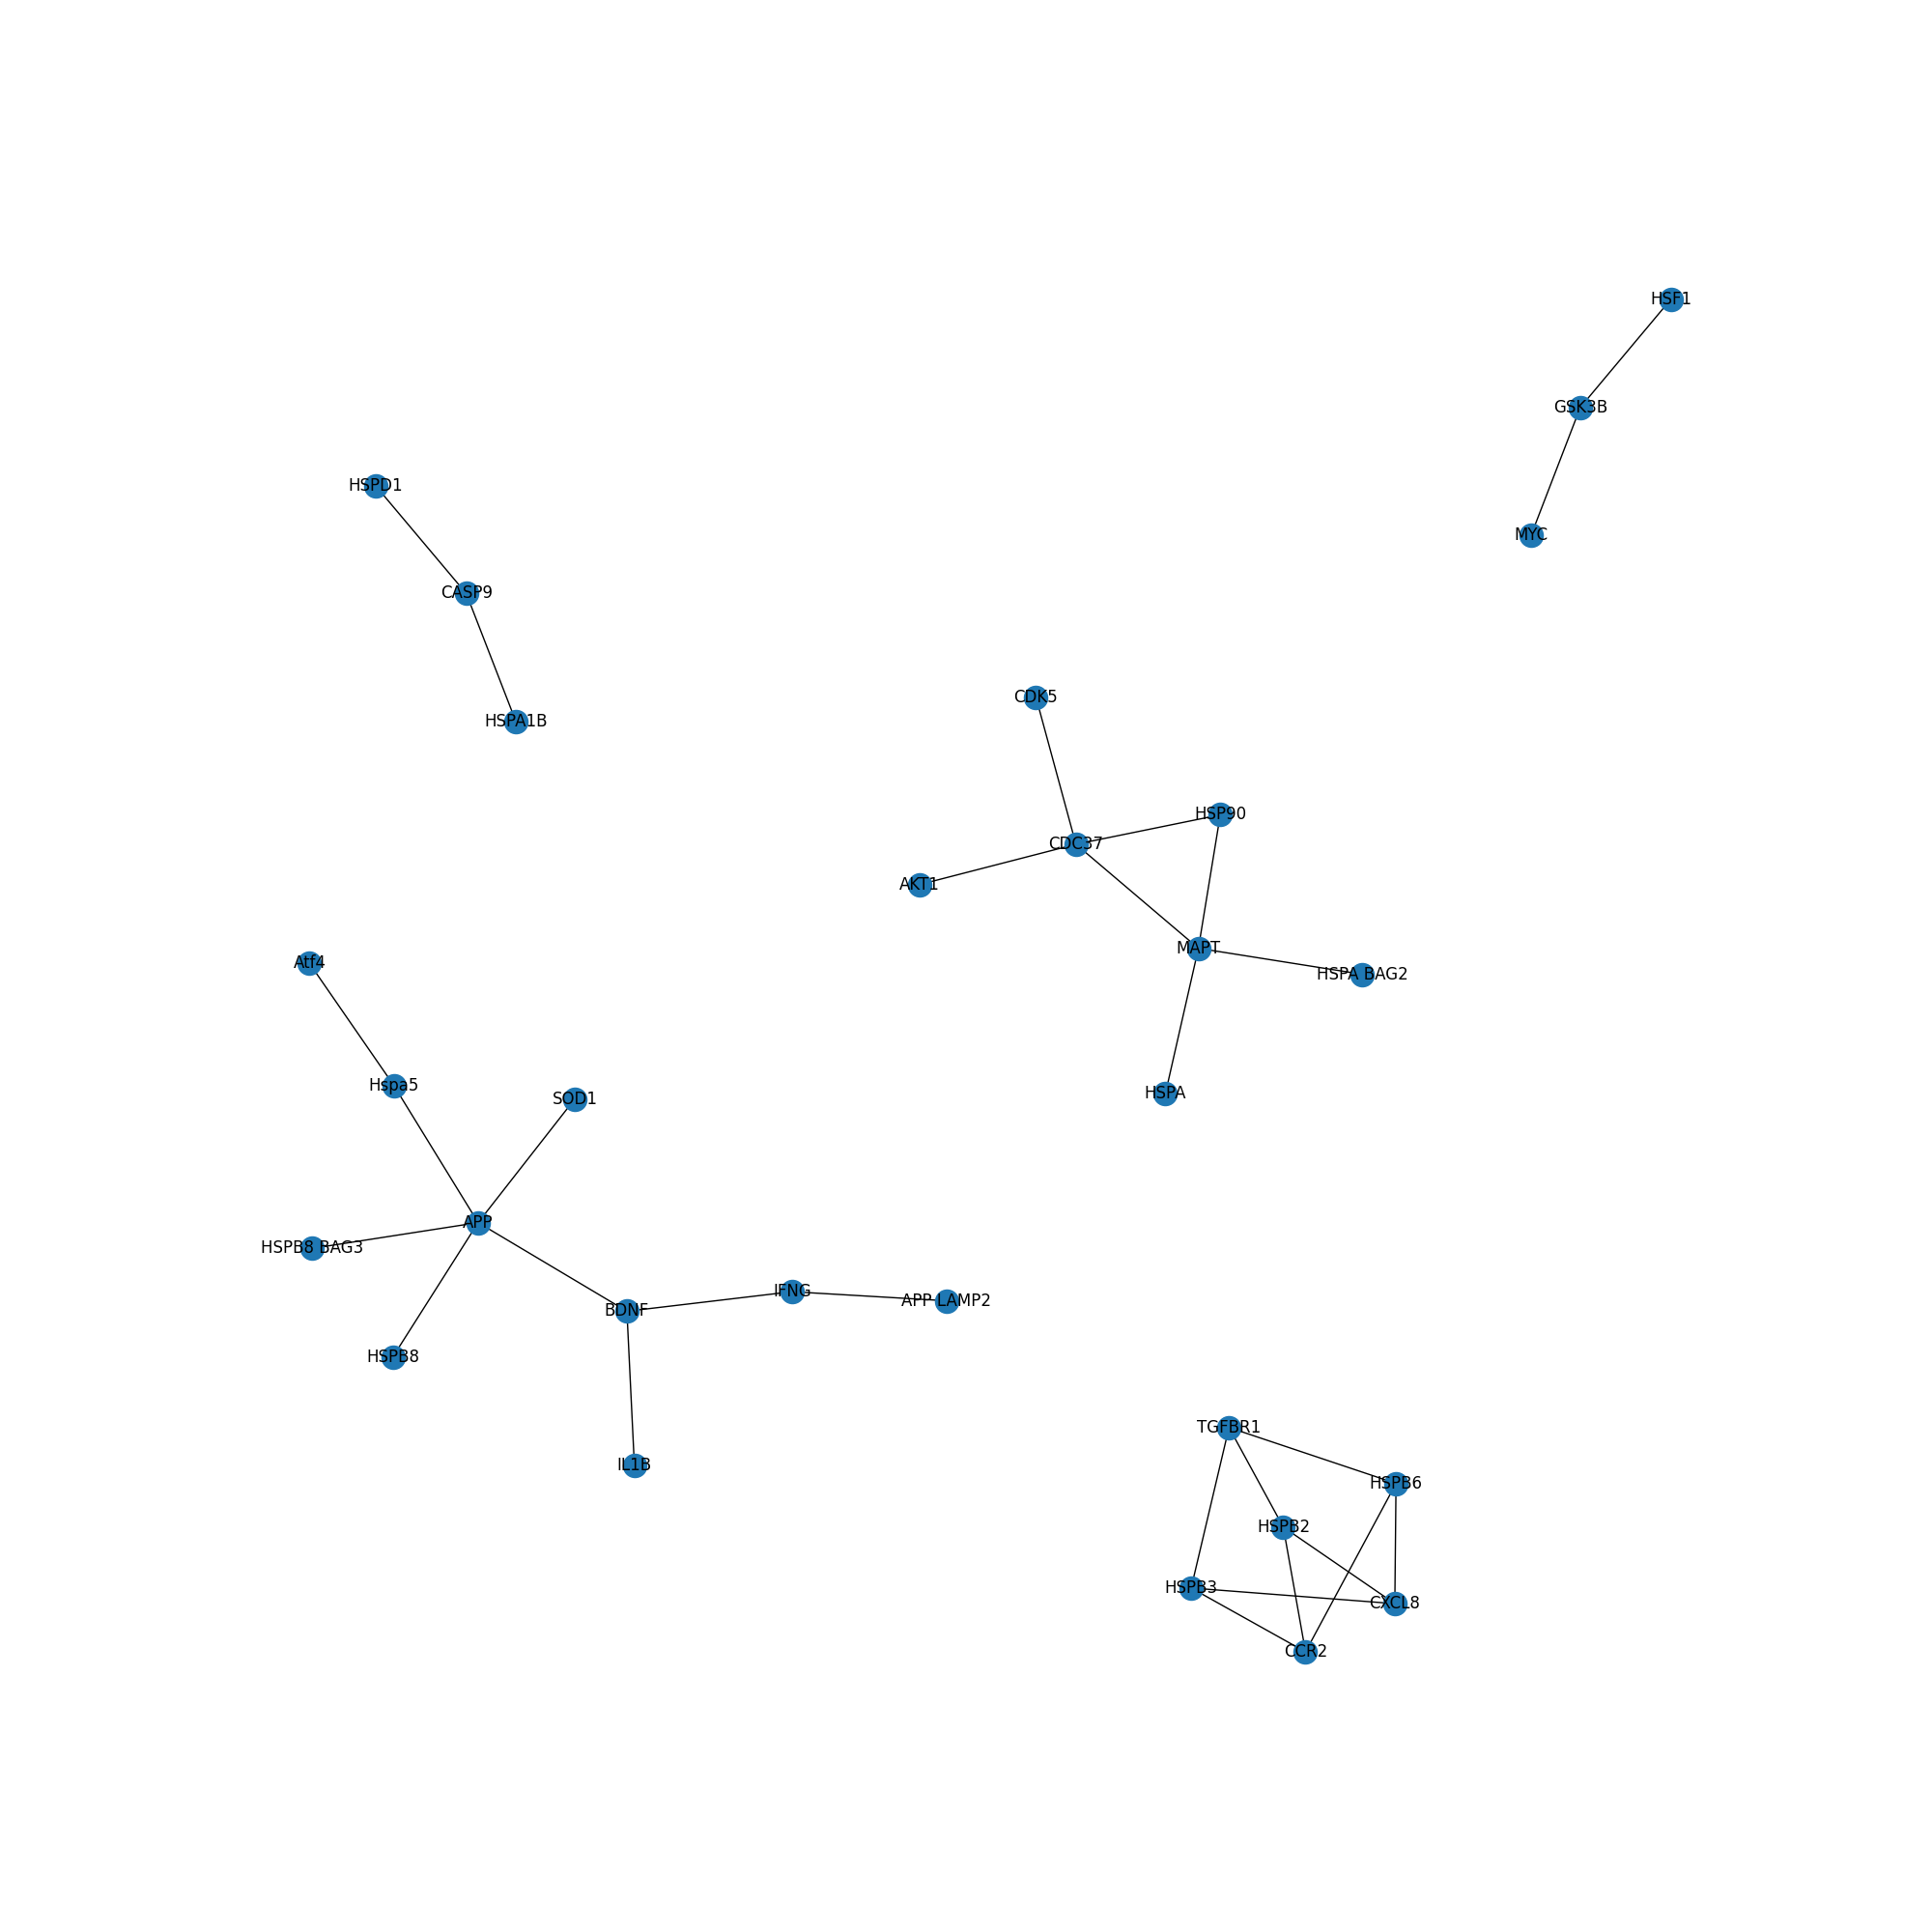 HSF1
GSK3B
HSPD1
MYC
CASP9
CDK5
HSPA1B
HSP90
CDC37
AKT1
MAPT
Atf4
HSPA BAG2
Hspa5
HSPA
SOD1
APP
HSPB8 BAG3
IFNG
APP LAMP2
BDNF
HSPB8
TGFBR1
IL1B
HSPB6
HSPB2
HSPB3
CXCL8
CCR2